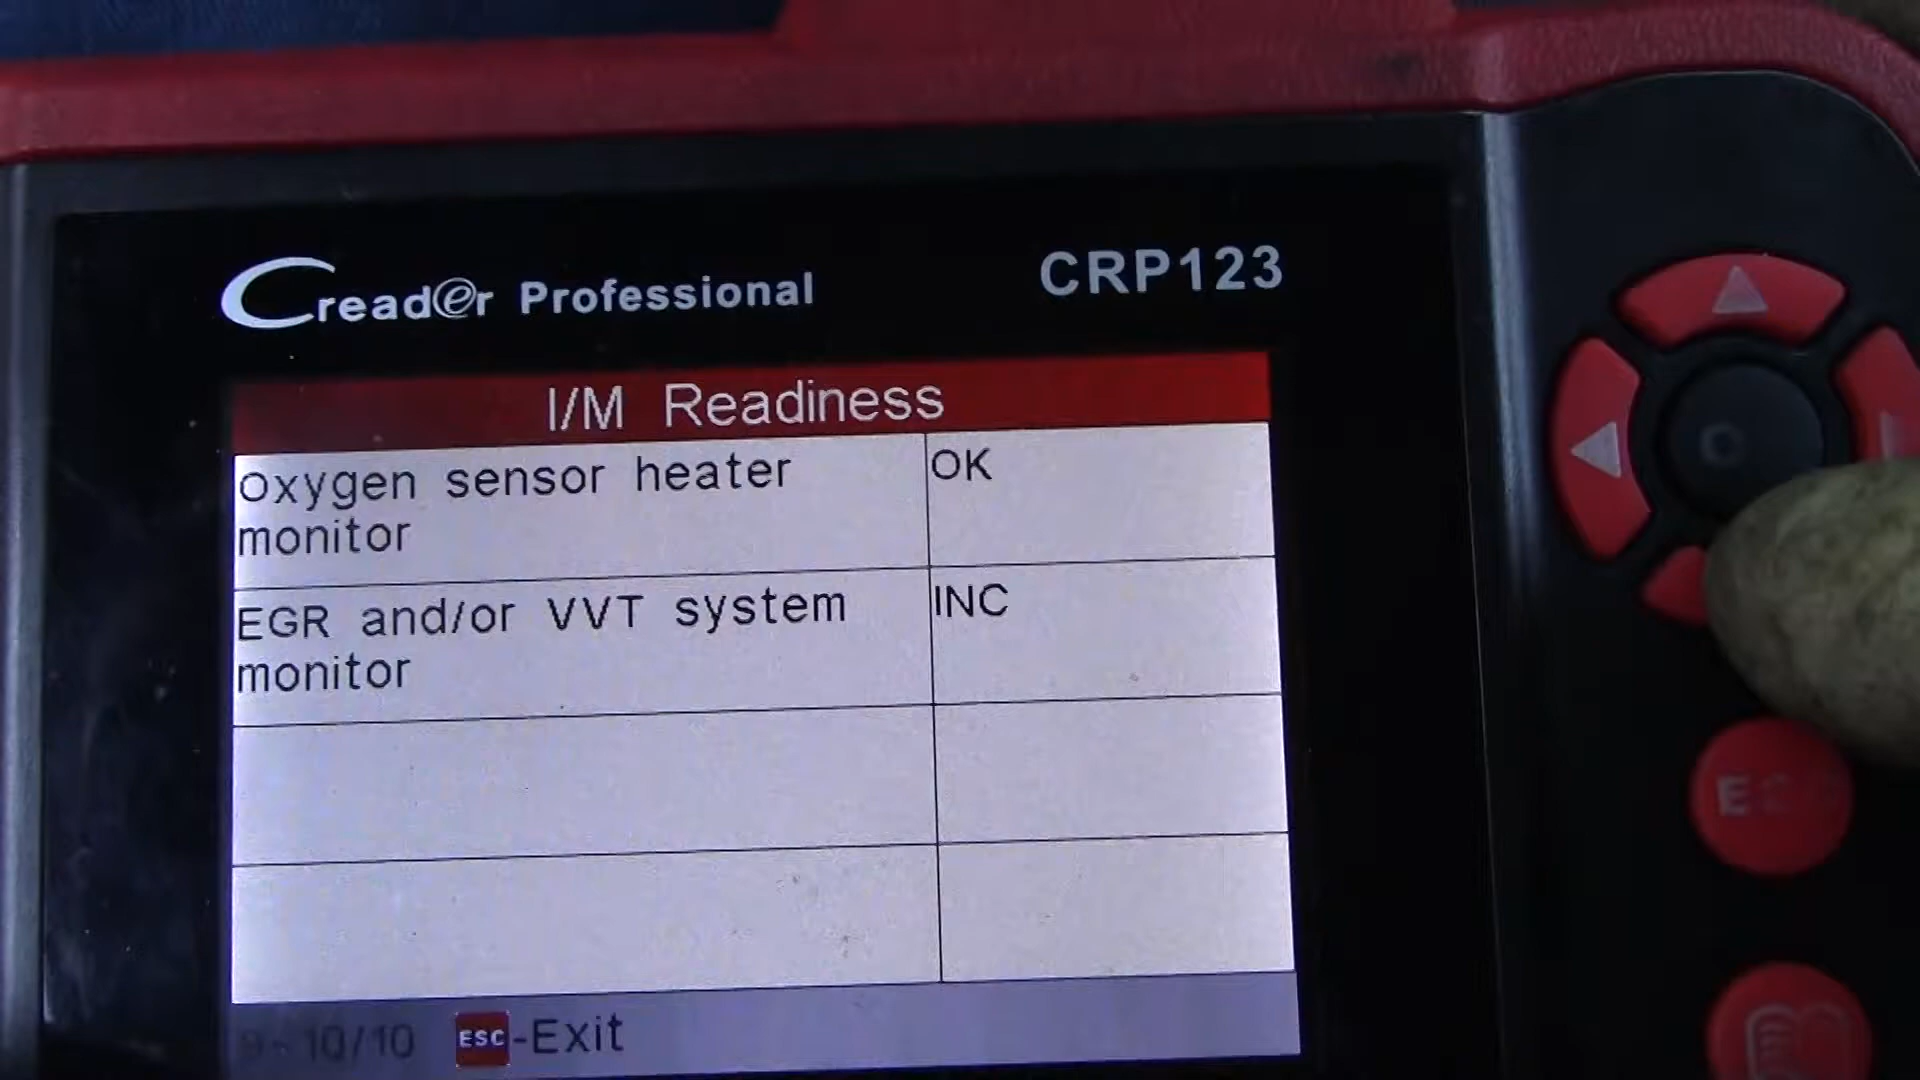 Creader Professional CRP123
I/M Readiness
Oxygen sensor heater monitor OK
EGR and/or VVT system monitor INC
9-10/10 ESC-Exit